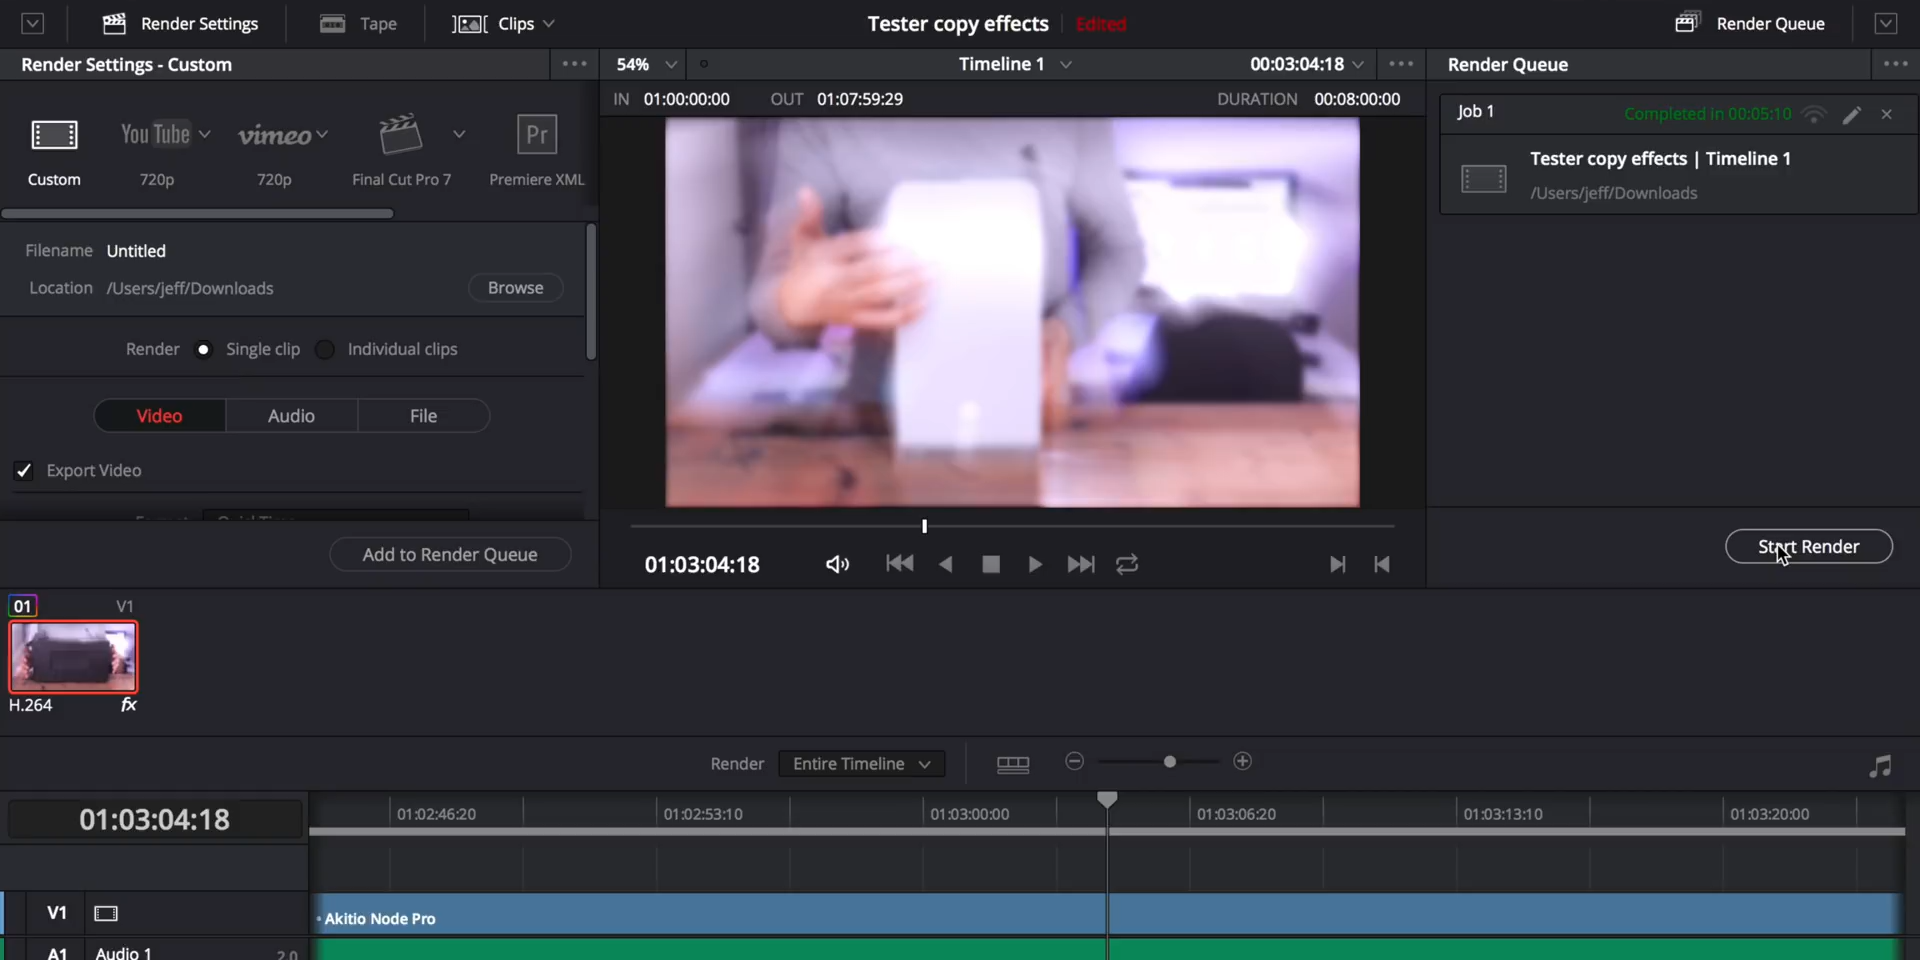 Render Settings
Tape
Clips
Tester copy effects
Edited
Render Queue
Render Settings - Custom
54%
Timeline 1
00:03:04:18
Render Queue
IN 01:00:00:00
OUT 01:07:59:29
DURATION 00:08:00:00
Job 1
Completed in 00:05:10
Tester copy effects | Timeline 1
/Users/jeff/Downloads
You Tube
vimeo
Pr
Custom
720p
720p
Final Cut Pro 7
Premiere XML
Filename Untitled
Location /Users/jeff/Downloads
Browse
Render Single clip Individual clips
Video
Audio
File
Export Video
Add to Render Queue
01:03:04:18
Start Render
01
V1
H.264
fx
Render
Entire Timeline
01:03:04:18
01:02:46:20
01:02:53:10
01:03:00:00
01:03:06:20
01:03:13:10
01:03:20:00
V1
Akitio Node Pro
A1
Audio 1
2.0